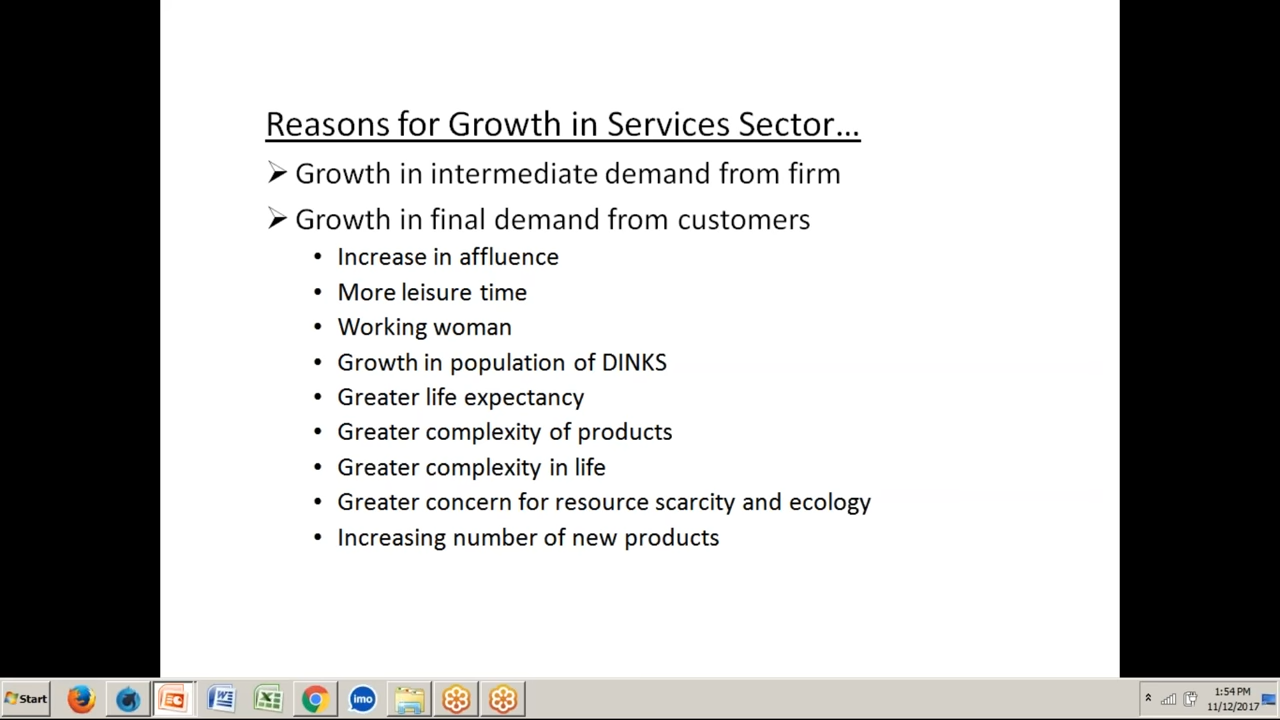 Reasons for Growth in Services Sector...
➢ Growth in intermediate demand from firm
➢ Growth in final demand from customers
• Increase in affluence
• More leisure time
• Working woman
• Growth in population of DINKS
• Greater life expectancy
• Greater complexity of products
• Greater complexity in life
• Greater concern for resource scarcity and ecology
• Increasing number of new products
Start
imo
1:54 PM
11/12/2017